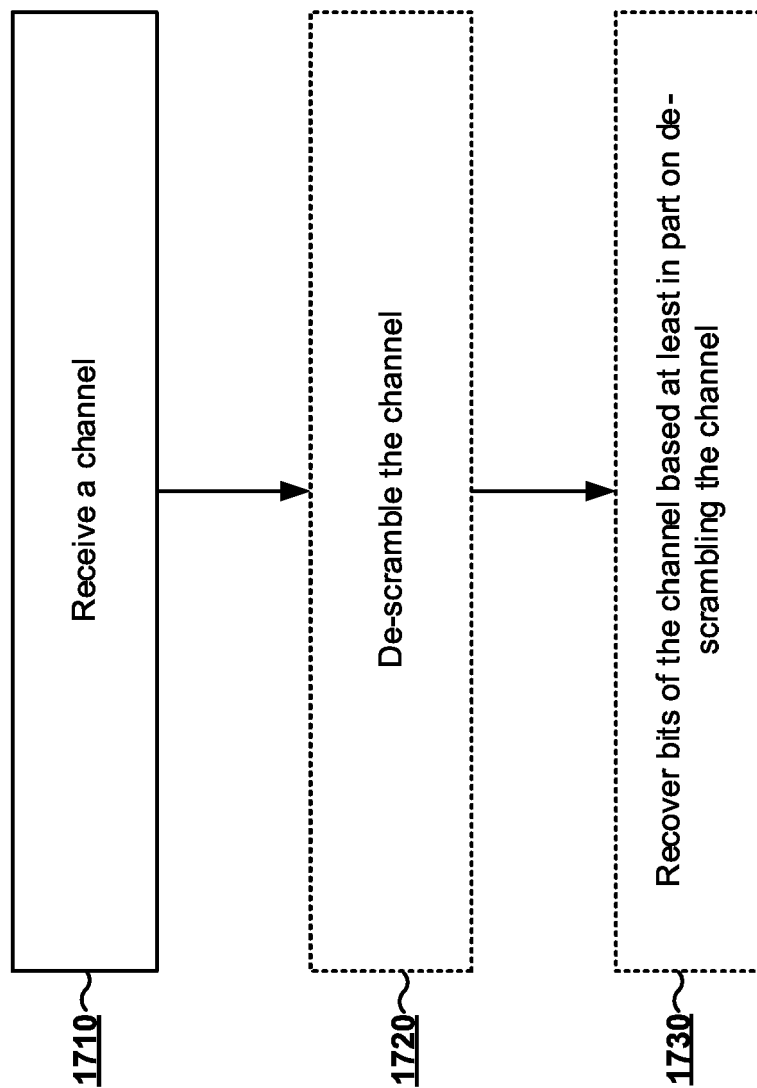 1710
Receive a channel
1720
De-scramble the channel
1730
Recover bits of the channel based at least in part on de-
scrambling the channel